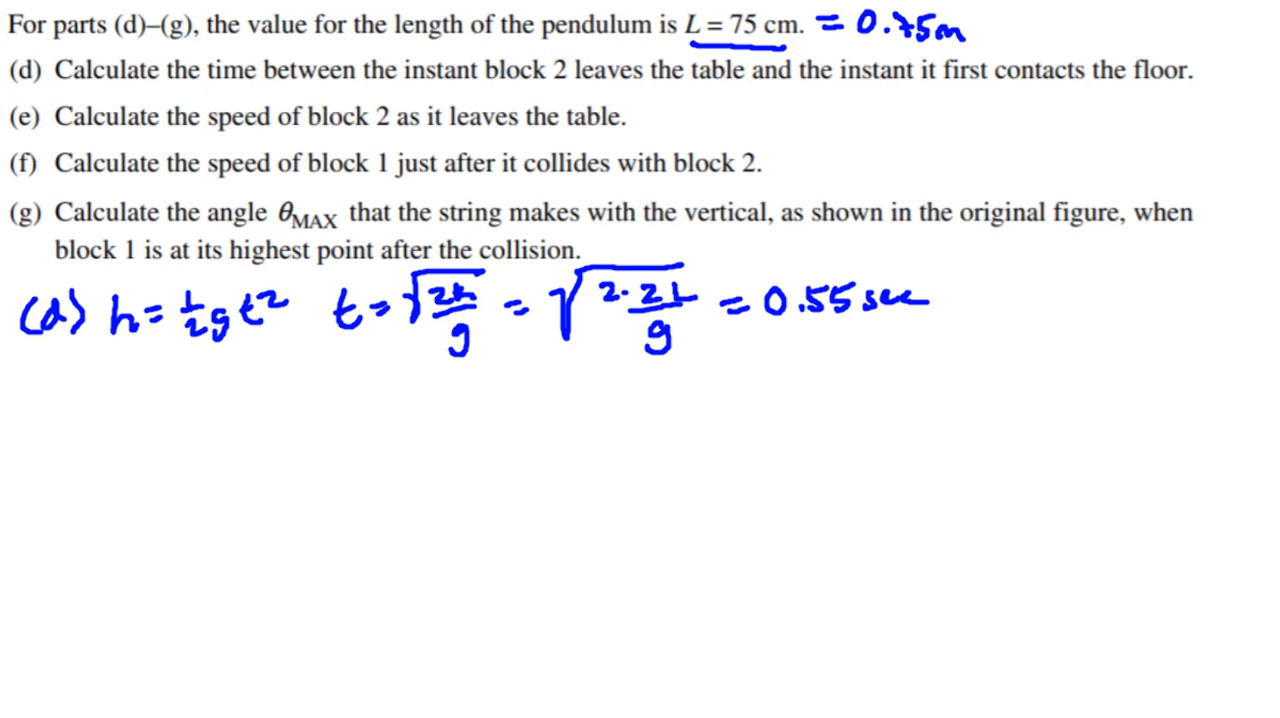 For parts (d)–(g), the value for the length of the pendulum is L = 75 cm. = 0.75m
(d) Calculate the time between the instant block 2 leaves the table and the instant it first contacts the floor.
(e) Calculate the speed of block 2 as it leaves the table.
(f) Calculate the speed of block 1 just after it collides with block 2.
(g) Calculate the angle θMAX that the string makes with the vertical, as shown in the original figure, when
block 1 is at its highest point after the collision.
(d) h = 1/2 g t² t = √(2h/g) = √(2·2L/g) = 0.55 sec